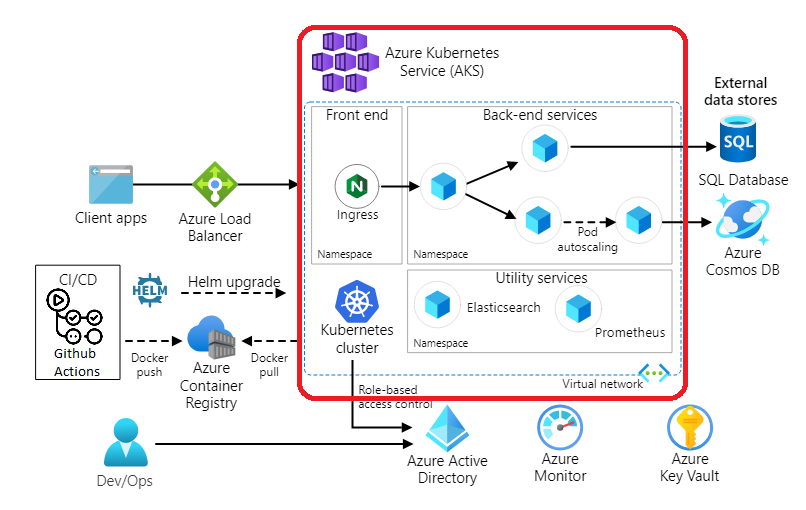 Azure Kubernetes
Service (AKS)
External
data stores
Front end
Back-end services
SQL
SQL Database
Client apps
Azure Load
Balancer
N
Ingress
Pod
autoscaling
Namespace
Namespace
Azure
Cosmos DB
CI/CD
HELM
Helm upgrade
Utility services
Elasticsearch
Prometheus
Namespace
Kubernetes
cluster
Github
Actions
Docker
push
Azure
Container
Registry
Docker
pull
Virtual network
Role-based
access control
Dev/Ops
Azure Active
Directory
Azure
Monitor
Azure
Key Vault